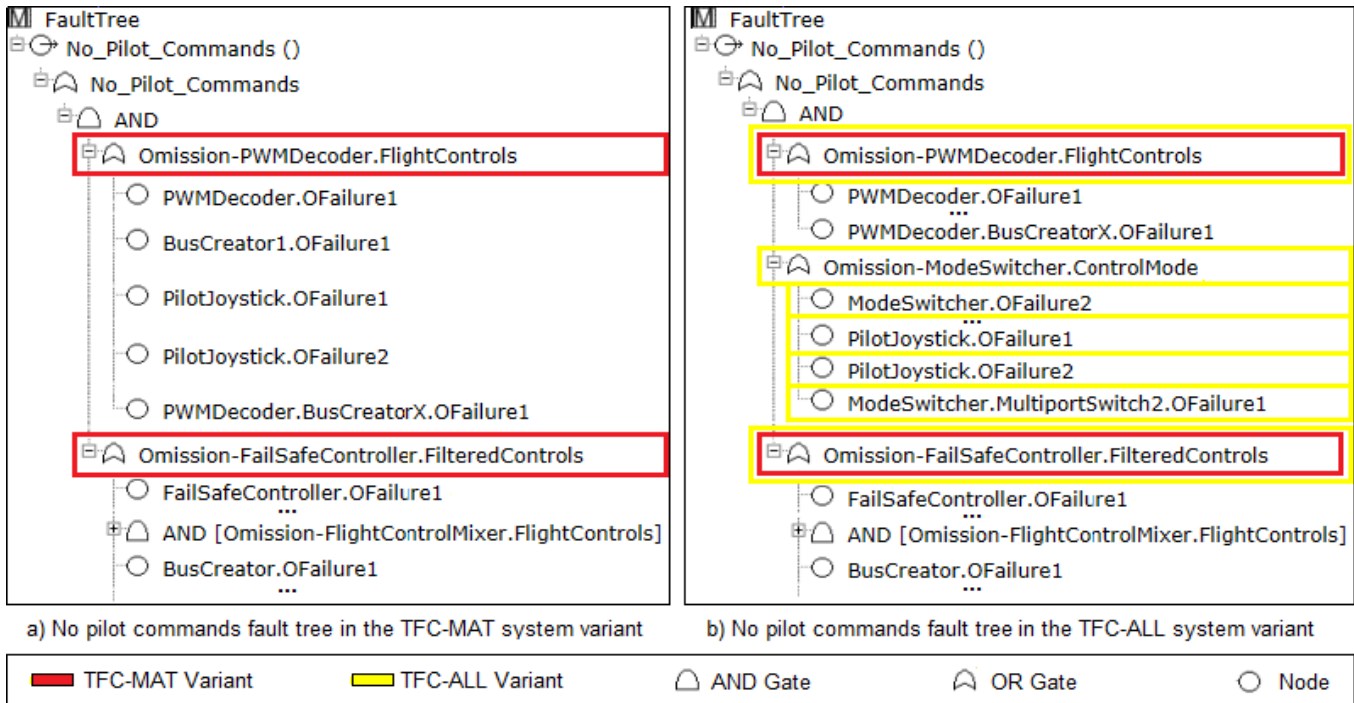 M FaultTree
No_Pilot_Commands ()
No_Pilot_Commands
AND
Omission-PWMDecoder.FlightControls
PWMDecoder.OFailure1
BusCreator1.OFailure1
PilotJoystick.OFailure1
PilotJoystick.OFailure2
PWMDecoder.BusCreatorX.OFailure1
Omission-FailSafeController.FilteredControls
FailSafeController.OFailure1
...
AND [Omission-FlightControlMixer.FlightControls]
BusCreator.OFailure1
...
a) No pilot commands fault tree in the TFC-MAT system variant
M FaultTree
No_Pilot_Commands ()
No_Pilot_Commands
AND
Omission-PWMDecoder.FlightControls
PWMDecoder.OFailure1
...
PWMDecoder.BusCreatorX.OFailure1
Omission-ModeSwitcher.ControlMode
ModeSwitcher.OFailure2
...
PilotJoystick.OFailure1
PilotJoystick.OFailure2
ModeSwitcher.MultiportSwitch2.OFailure1
Omission-FailSafeController.FilteredControls
FailSafeController.OFailure1
...
AND [Omission-FlightControlMixer.FlightControls]
BusCreator.OFailure1
...
b) No pilot commands fault tree in the TFC-ALL system variant
TFC-MAT Variant
TFC-ALL Variant
AND Gate
OR Gate
Node